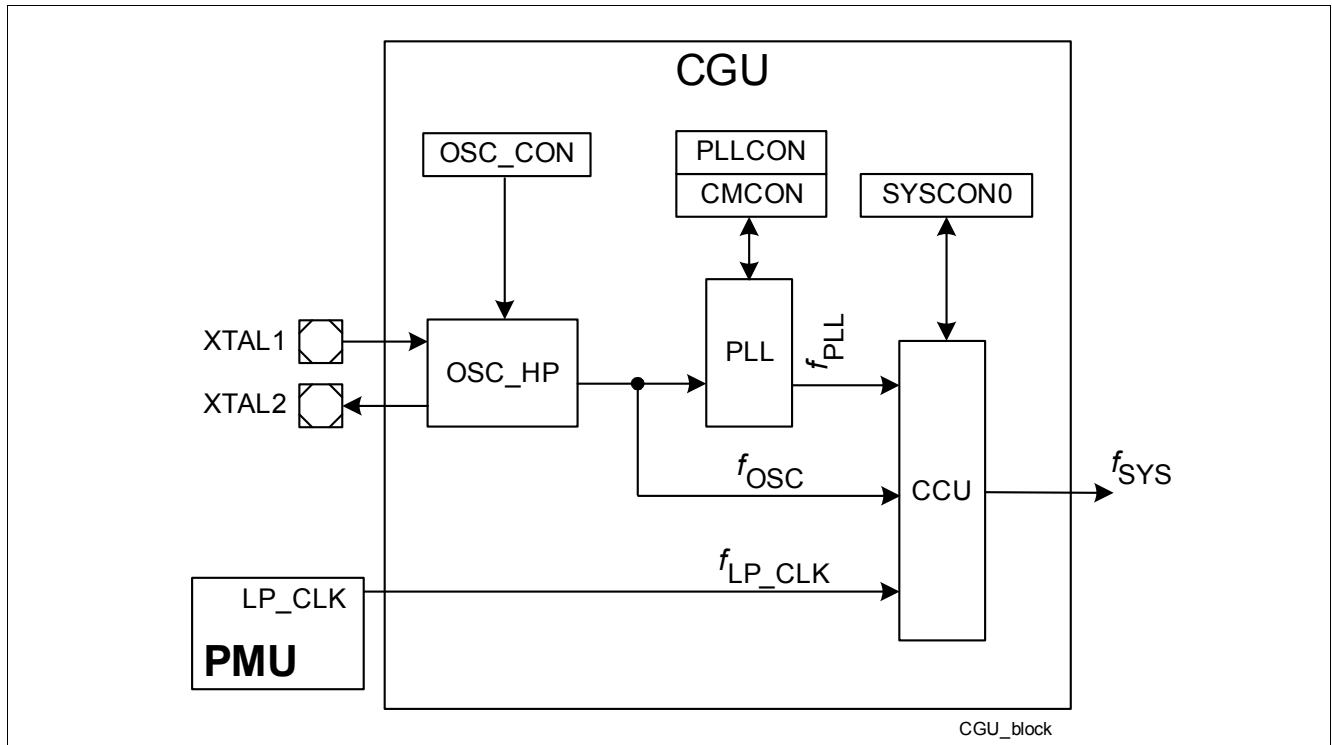 CGU
OSC_CON
PLLCON
CMCON
SYSCON0
XTAL1
XTAL2
OSC_HP
PLL
fPLL
fOSC
CCU
fSYS
fLP_CLK
LP_CLK
PMU
CGU_block